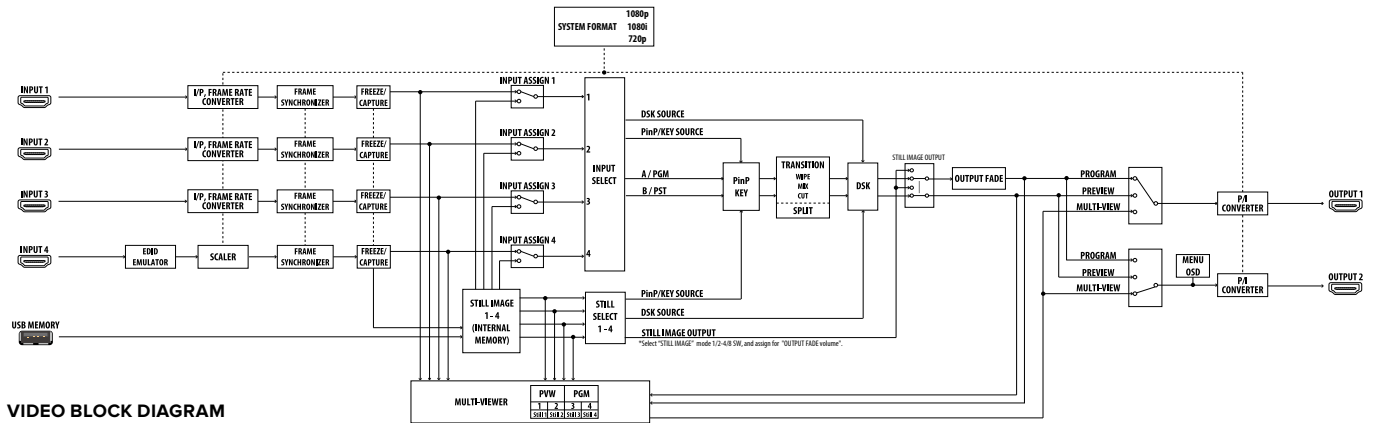 1080p
SYSTEM FORMAT 1080i
720p
INPUT 1
I/P, FRAME RATE
CONVERTER
FRAME
SYNCHRONIZER
FREEZE/
CAPTURE
INPUT ASSIGN 1
1
INPUT 2
I/P, FRAME RATE
CONVERTER
FRAME
SYNCHRONIZER
FREEZE/
CAPTURE
INPUT ASSIGN 2
2
INPUT 3
I/P, FRAME RATE
CONVERTER
FRAME
SYNCHRONIZER
FREEZE/
CAPTURE
INPUT ASSIGN 3
3
INPUT 4
EDID
EMULATOR
SCALER
FRAME
SYNCHRONIZER
FREEZE/
CAPTURE
INPUT ASSIGN 4
4
INPUT
SELECT
DSK SOURCE
PinP/KEY SOURCE
A / PGM
B / PST
PinP
KEY
TRANSITION
WIPE
MIX
CUT
SPLIT
DSK
STILL IMAGE OUTPUT
OUTPUT FADE
PROGRAM
PREVIEW
MULTI-VIEW
P/I
CONVERTER
OUTPUT 1
PROGRAM
PREVIEW
MULTI-VIEW
MENU
OSD
P/I
CONVERTER
OUTPUT 2
USB MEMORY
STILL IMAGE
1 - 4
(INTERNAL
MEMORY)
STILL
SELECT
1 - 4
PinP/KEY SOURCE
DSK SOURCE
STILL IMAGE OUTPUT
*Select "STILL IMAGE" mode 1/2-4/8 SW, and assign for "OUTPUT FADE volume".
MULTI-VIEWER
PVW PGM
1 2 3 4
Still 1 Still 2 Still 3 Still 4
VIDEO BLOCK DIAGRAM